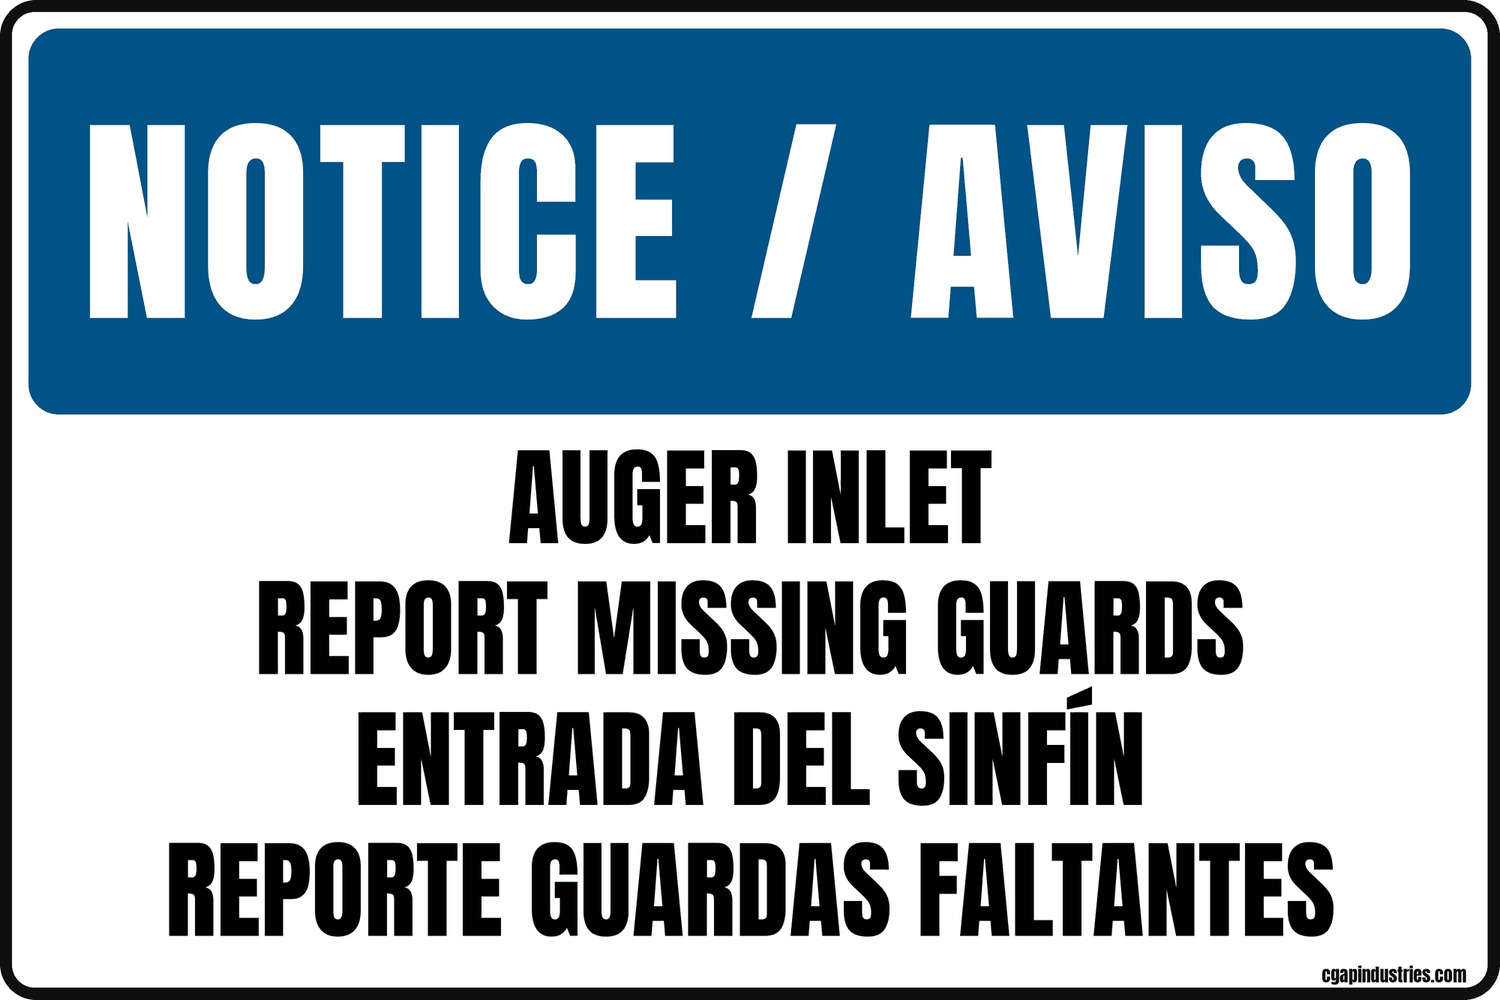 NOTICE / AVISO
AUGER INLET
REPORT MISSING GUARDS
ENTRADA DEL SINFÍN
REPORTE GUARDAS FALTANTES
cgapindustries.com